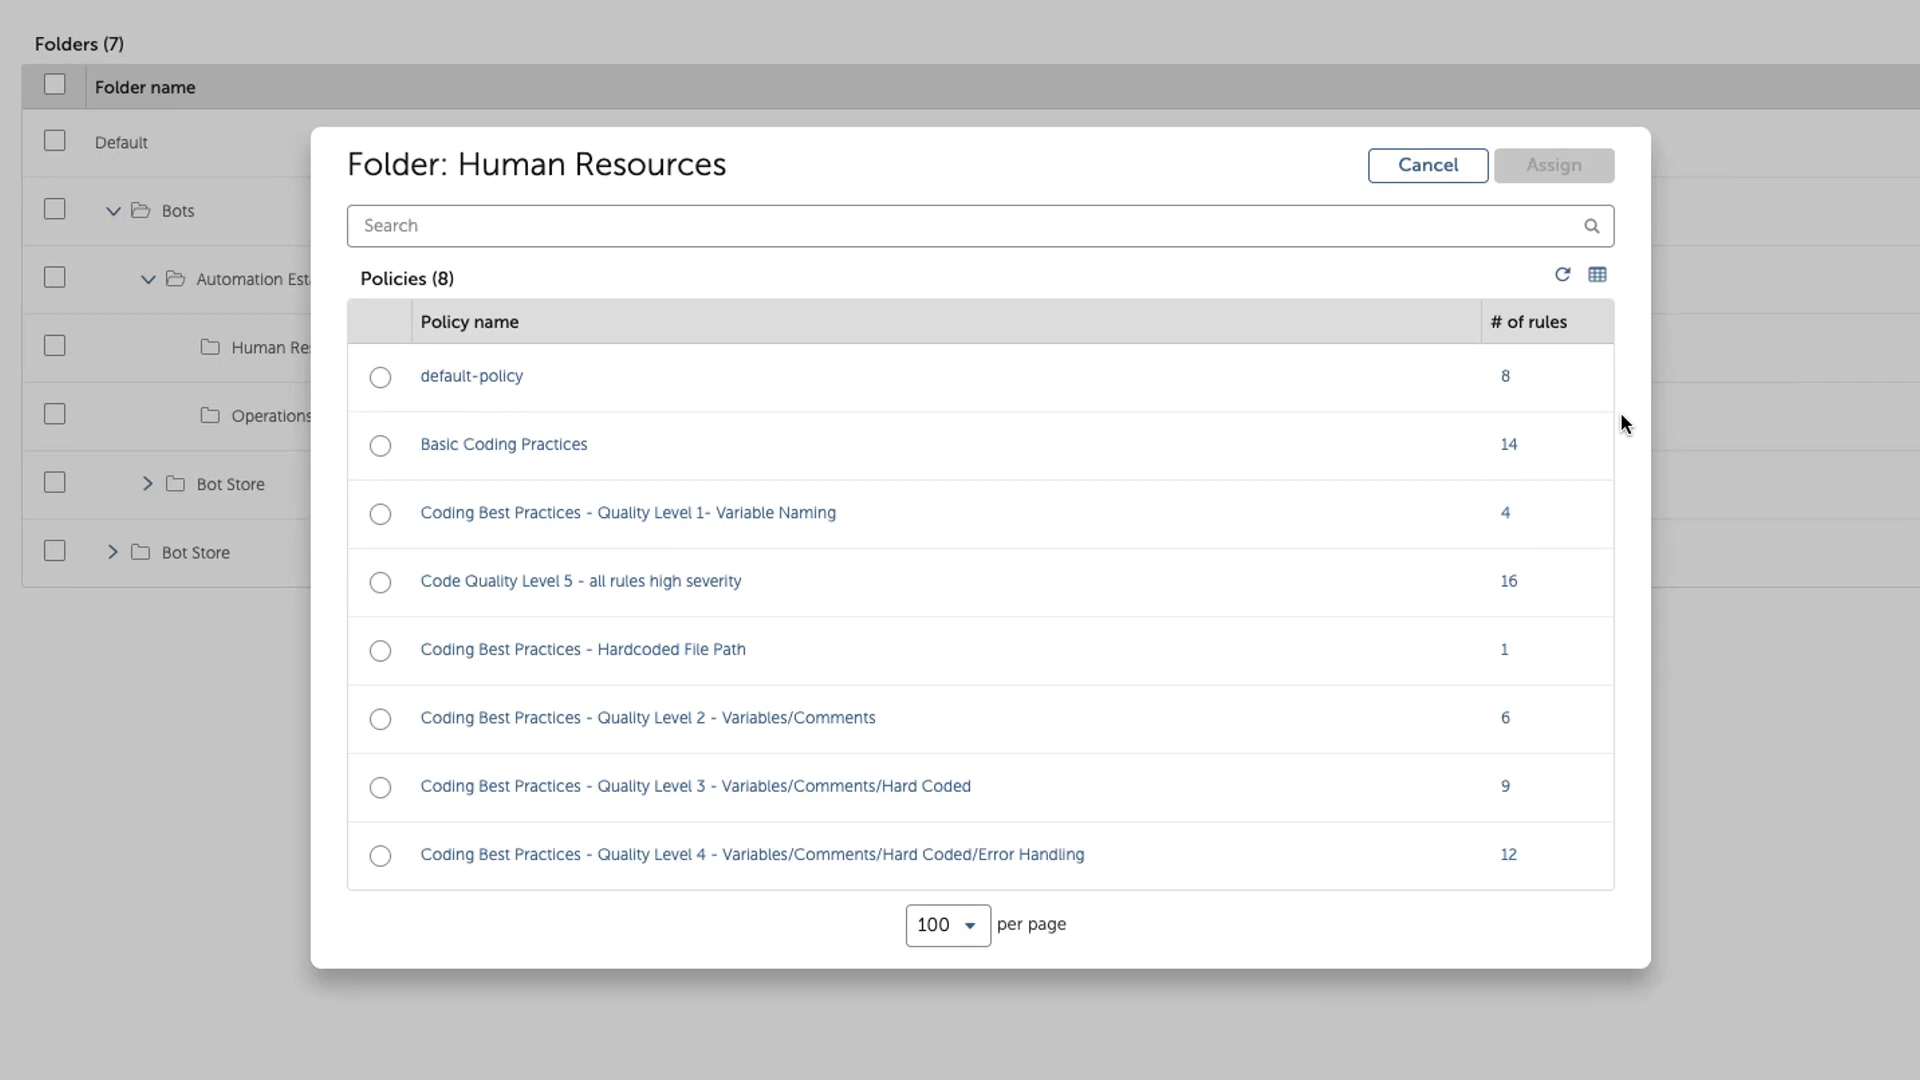 Folders (7)
Folder name
Default
Bots
Automation
Human
Operations
Bot Store
Bot Store
Folder: Human Resources
Cancel
Assign
Search
Policies (8)
Policy name # of rules
default-policy 8
Basic Coding Practices 14
Coding Best Practices - Quality Level 1- Variable Naming 4
Code Quality Level 5 - all rules high severity 16
Coding Best Practices - Hardcoded File Path 1
Coding Best Practices - Quality Level 2 - Variables/Comments 6
Coding Best Practices - Quality Level 3 - Variables/Comments/Hard Coded 9
Coding Best Practices - Quality Level 4 - Variables/Comments/Hard Coded/Error Handling 12
100 per page